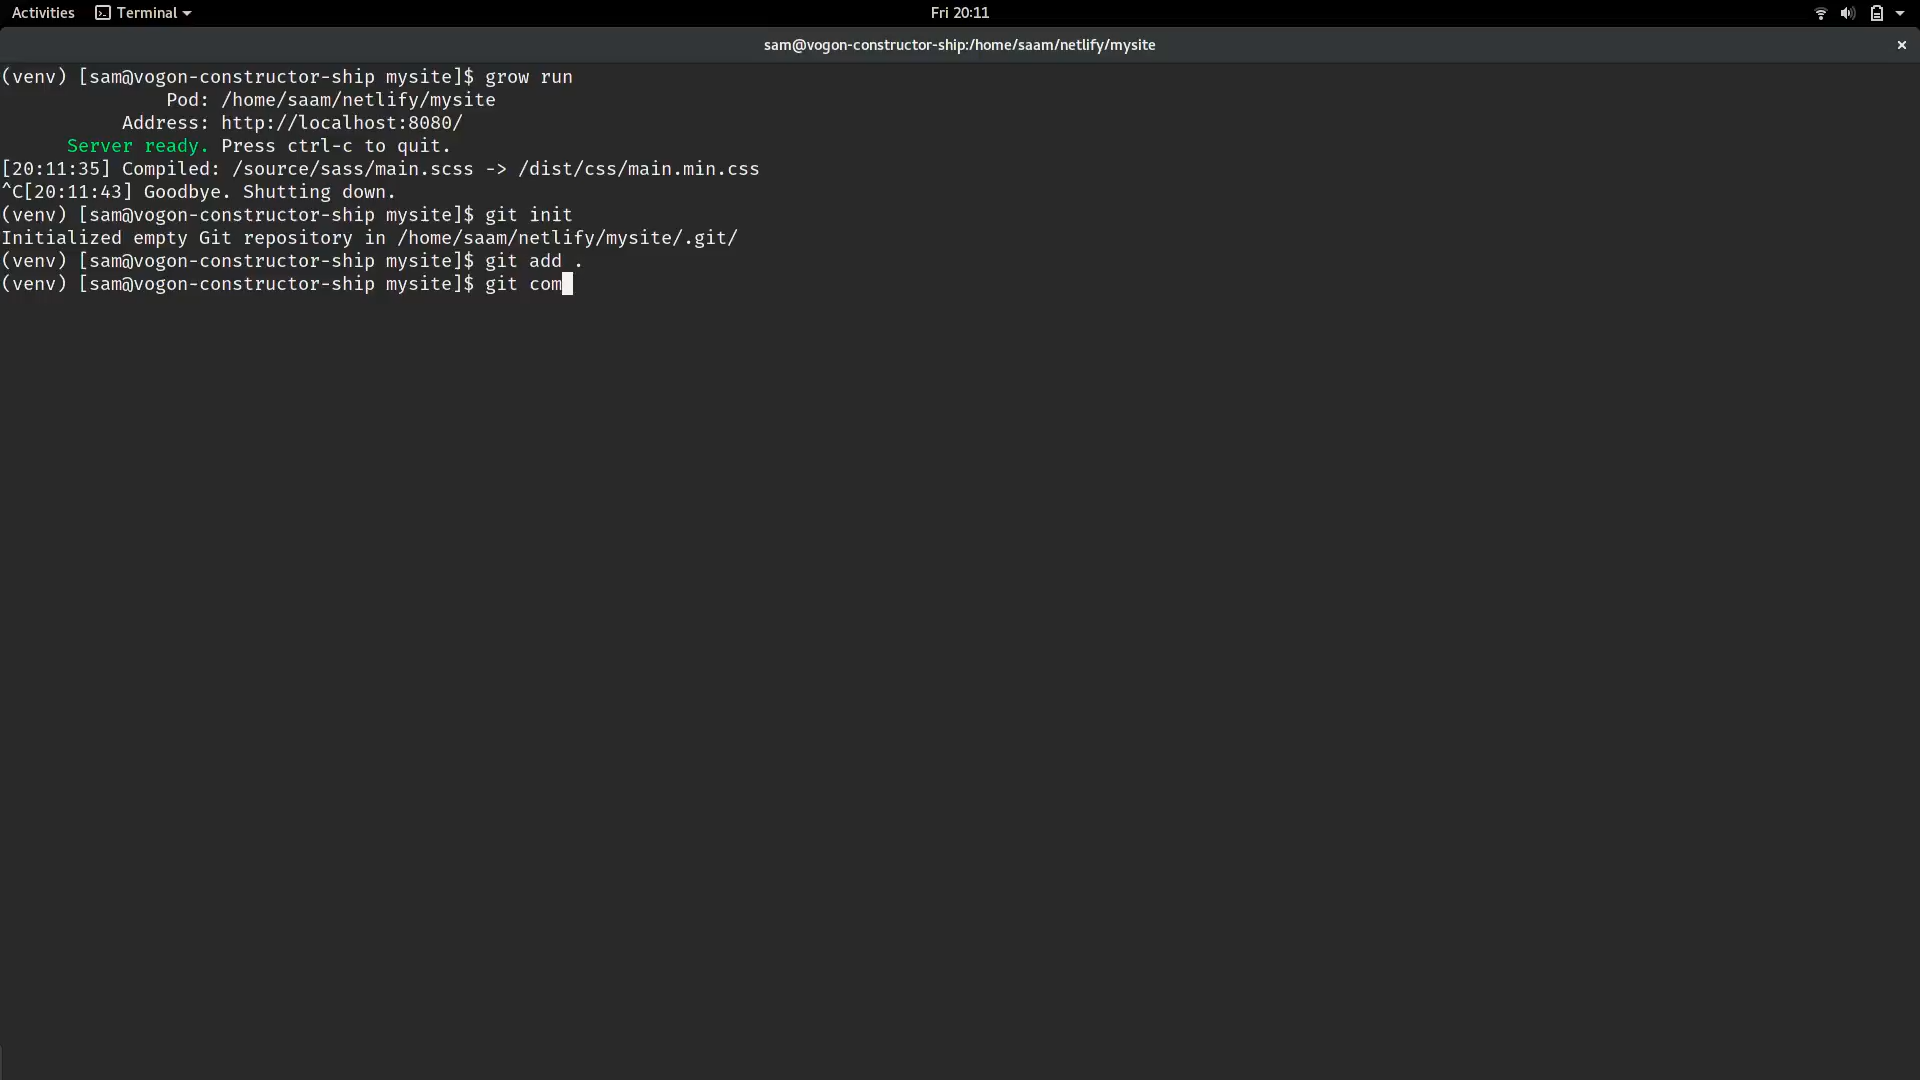 Activities Terminal Fri 20:11
sam@vogon-constructor-ship:/home/saam/netlify/mysite ×
(venv) [sam@vogon-constructor-ship mysite]$ grow run
Pod: /home/saam/netlify/mysite
Address: http://localhost:8080/
Server ready. Press ctrl-c to quit.
[20:11:35] Compiled: /source/sass/main.scss -> /dist/css/main.min.css
^C[20:11:43] Goodbye. Shutting down.
(venv) [sam@vogon-constructor-ship mysite]$ git init
Initialized empty Git repository in /home/saam/netlify/mysite/.git/
(venv) [sam@vogon-constructor-ship mysite]$ git add .
(venv) [sam@vogon-constructor-ship mysite]$ git com